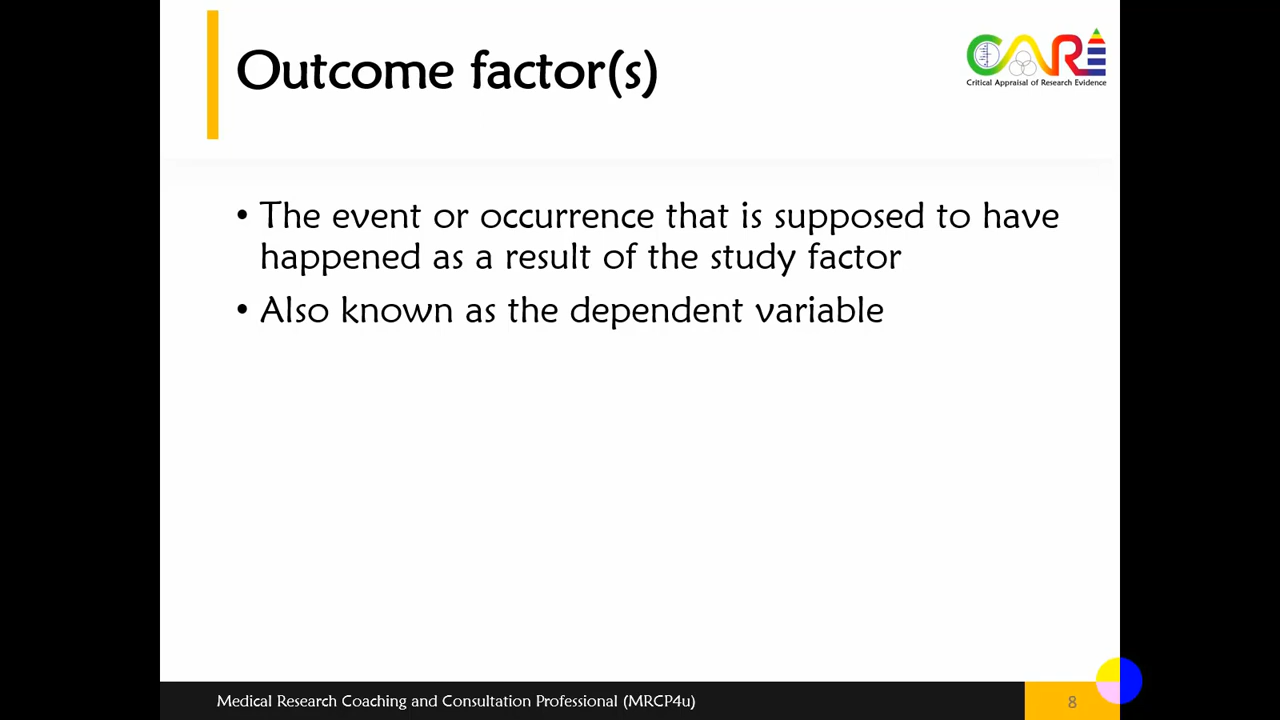 Outcome factor(s)
CARE
Critical Appraisal of Research Evidence
• The event or occurrence that is supposed to have
happened as a result of the study factor
• Also known as the dependent variable
Medical Research Coaching and Consultation Professional (MRCP4u)
8